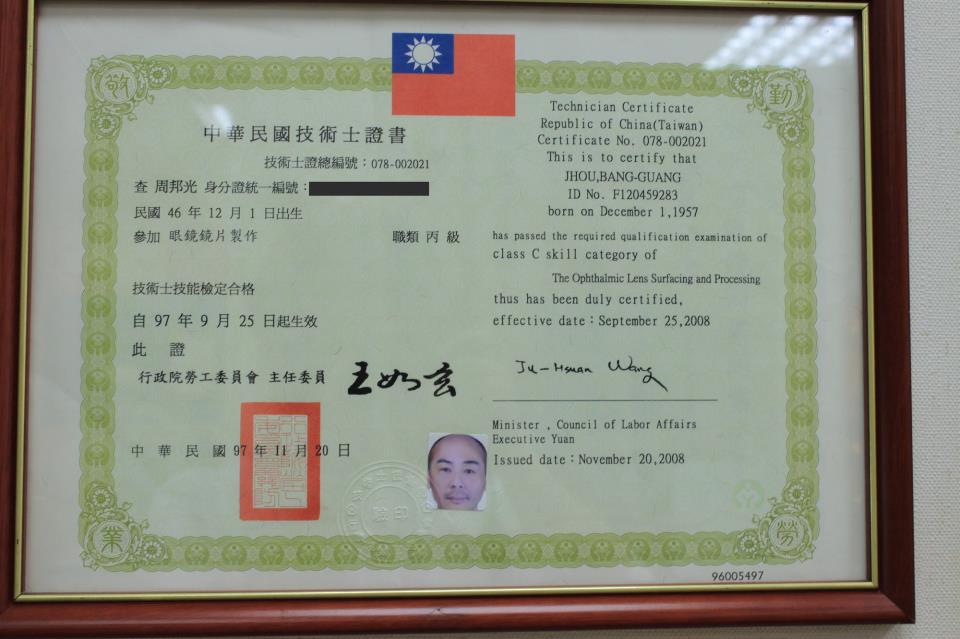 敬
勤
中華民國技術士證書
技術士證總編號：078-002021
查 周邦光 身分證統一編號：
民國 46 年 12 月 1 日出生
參加 眼鏡鏡片製作 職類 丙 級
技術士技能檢定合格
自 97 年 9 月 25 日起生效
此 證
行政院勞工委員會 主任委員 王如玄
中 華 民 國 97 年 11 月 20 日
Technician Certificate
Republic of China(Taiwan)
Certificate No. 078-002021
This is to certify that
JHOU,BANG-GUANG
ID No. F120459283
born on December 1,1957
has passed the required qualification examination of
class C skill category of
The Ophthalmic Lens Surfacing and Processing
thus has been duly certified,
effective date：September 25,2008
Ju-Hsuan Wang
Minister , Council of Labor Affairs
Executive Yuan
Issued date：November 20,2008
驗印
業
勞
96005497